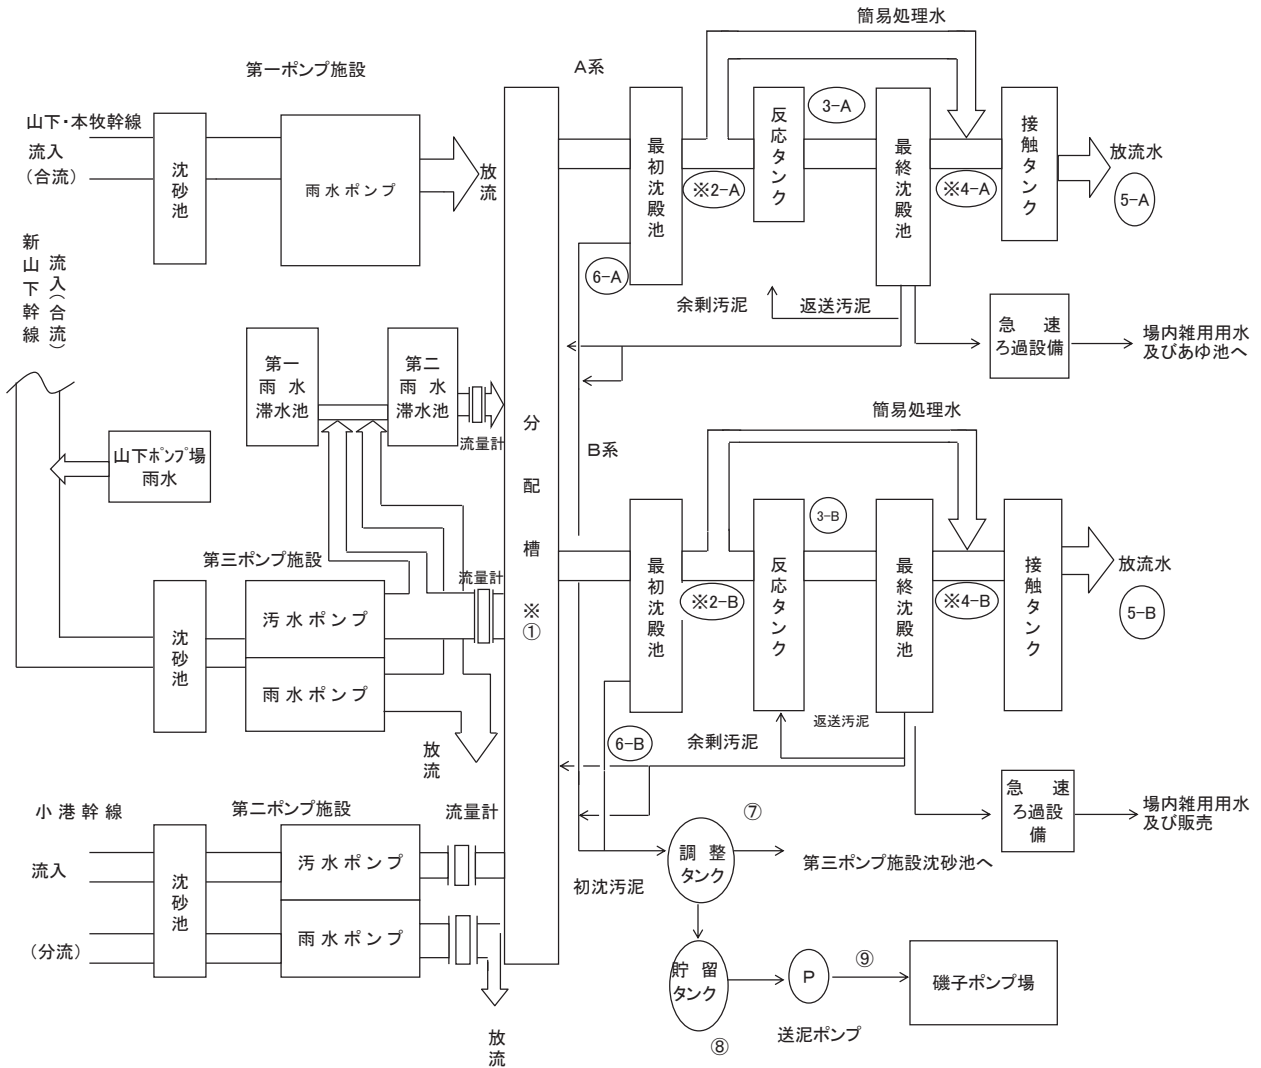 簡易処理水
A系
第一ポンプ施設
山下・本牧幹線
流入
(合流)
沈砂池
雨水ポンプ
放流
最初沈殿池
※2-A
反応タンク
3-A
最終沈殿池
※4-A
接触タンク
放流水
5-A
6-A
余剰汚泥
返送汚泥
急　速
ろ過設備
場内雑用用水
及びあゆ池へ
新山下幹線
流入(合流)
第一
雨 水
滞水池
第二
雨 水
滞水池
流量計
山下ﾎﾟﾝﾌﾟ場
雨水
分配槽
※
①
簡易処理水
B系
第三ポンプ施設
流量計
沈砂池
汚水ポンプ
雨水ポンプ
放流
最初沈殿池
※2-B
反応タンク
3-B
最終沈殿池
※4-B
接触タンク
放流水
5-B
6-B
余剰汚泥
返送汚泥
急　速
ろ過設
備
場内雑用用水
及び販売
小港幹線
第二ポンプ施設
流量計
流入
(分流)
沈砂池
汚水ポンプ
雨水ポンプ
放流
初沈汚泥
調 整
タンク
⑦
第三ポンプ施設沈砂池へ
貯 留
タンク
⑧
P
送泥ポンプ
⑨
磯子ポンプ場